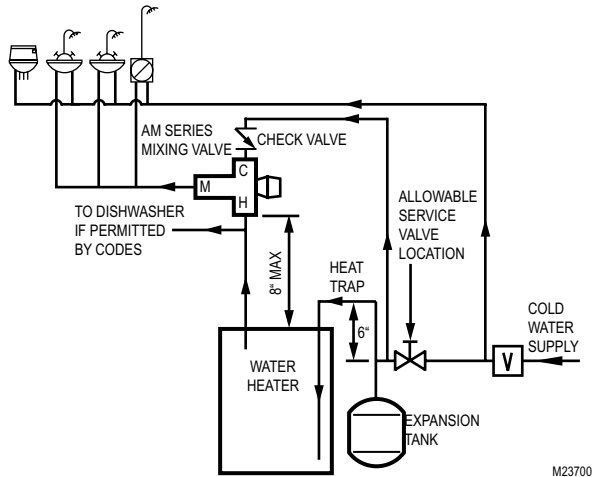 AM SERIES
MIXING VALVE
CHECK VALVE
C
M
H
TO DISHWASHER
IF PERMITTED
BY CODES
8“ MAX
HEAT
TRAP
6“
ALLOWABLE
SERVICE
VALVE
LOCATION
COLD
WATER
SUPPLY
V
WATER
HEATER
EXPANSION
TANK
M23700